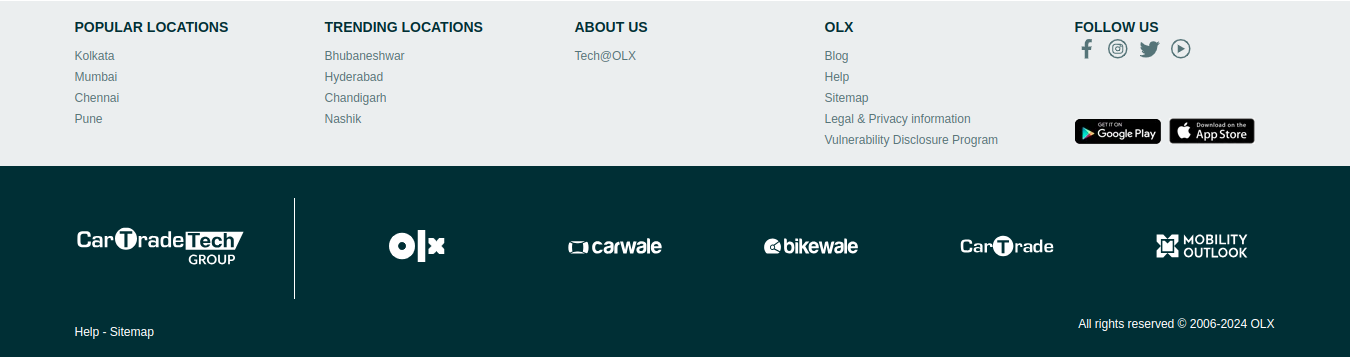 POPULAR LOCATIONS
Kolkata
Mumbai
Chennai
Pune
TRENDING LOCATIONS
Bhubaneshwar
Hyderabad
Chandigarh
Nashik
ABOUT US
Tech@OLX
OLX
Blog
Help
Sitemap
Legal & Privacy information
Vulnerability Disclosure Program
FOLLOW US
GET IT ON
Google Play
Download on the
App Store
CarTradeTech
GROUP
olx
carwale
bikewale
CarTrade
MOBILITY
OUTLOOK
Help - Sitemap
All rights reserved © 2006-2024 OLX